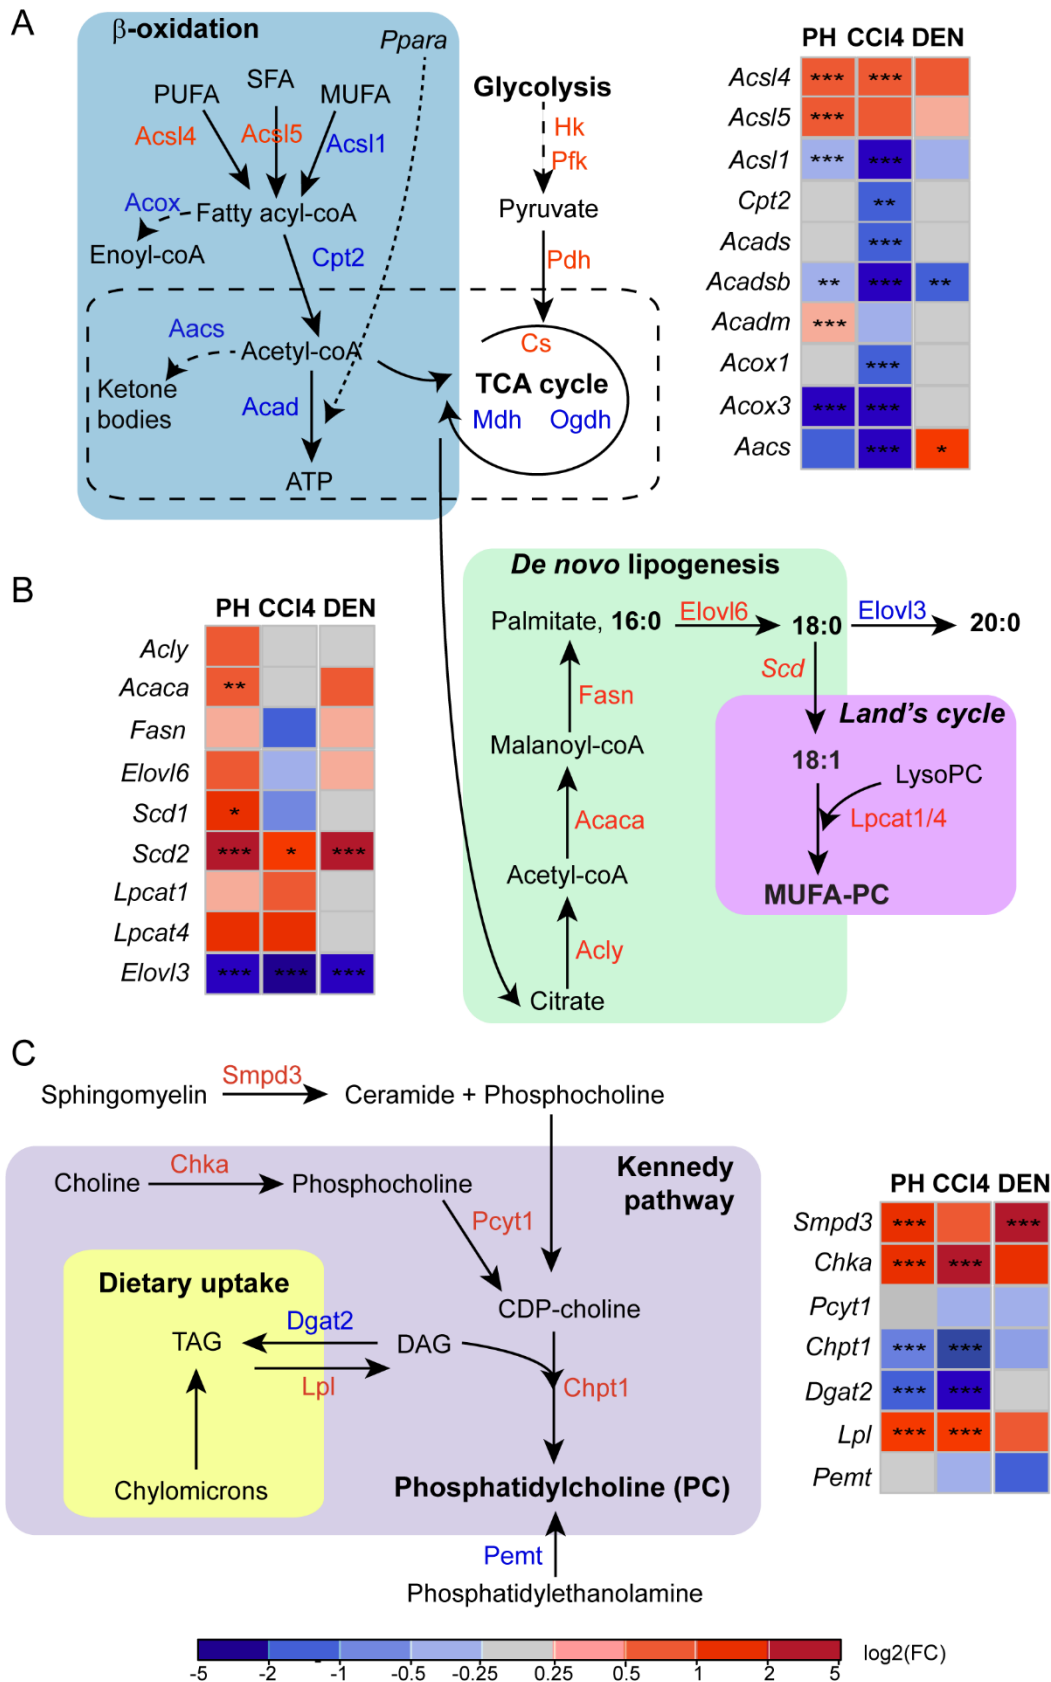 A
β-oxidation
Ppara
PUFA
SFA
MUFA
Acsl4
Acsl5
Acsl1
Acox
Fatty acyl-coA
Enoyl-coA
Cpt2
Aacs
Acetyl-coA
Ketone
bodies
Acad
ATP
Glycolysis
Hk
Pfk
Pyruvate
Pdh
Cs
TCA cycle
Mdh Ogdh
PH CCl4 DEN
Acsl4 *** ***
Acsl5 ***
Acsl1 *** ***
Cpt2 **
Acads ***
Acadsb ** *** **
Acadm ***
Acox1 ***
Acox3 *** ***
Aacs *** *
B
PH CCl4 DEN
Acly
Acaca **
Fasn
Elovl6
Scd1 *
Scd2 *** * ***
Lpcat1
Lpcat4
Elovl3 *** *** ***
De novo lipogenesis
Palmitate, 16:0 Elovl6 18:0 Elovl3 20:0
Scd
Fasn
Malanoyl-coA
Acaca
Acetyl-coA
Acly
Citrate
Land's cycle
18:1
LysoPC
Lpcat1/4
MUFA-PC
C
Sphingomyelin Smpd3 Ceramide + Phosphocholine
Kennedy
pathway
Choline Chka Phosphocholine
Pcyt1
Dietary uptake
CDP-choline
TAG Dgat2 DAG
Lpl
Chpt1
Chylomicrons
Phosphatidylcholine (PC)
Pemt
Phosphatidylethanolamine
PH CCl4 DEN
Smpd3 *** ***
Chka *** ***
Pcyt1
Chpt1 *** ***
Dgat2 *** ***
Lpl *** ***
Pemt
log2(FC)
-5 -2 -1 -0.5 -0.25 0.25 0.5 1 2 5